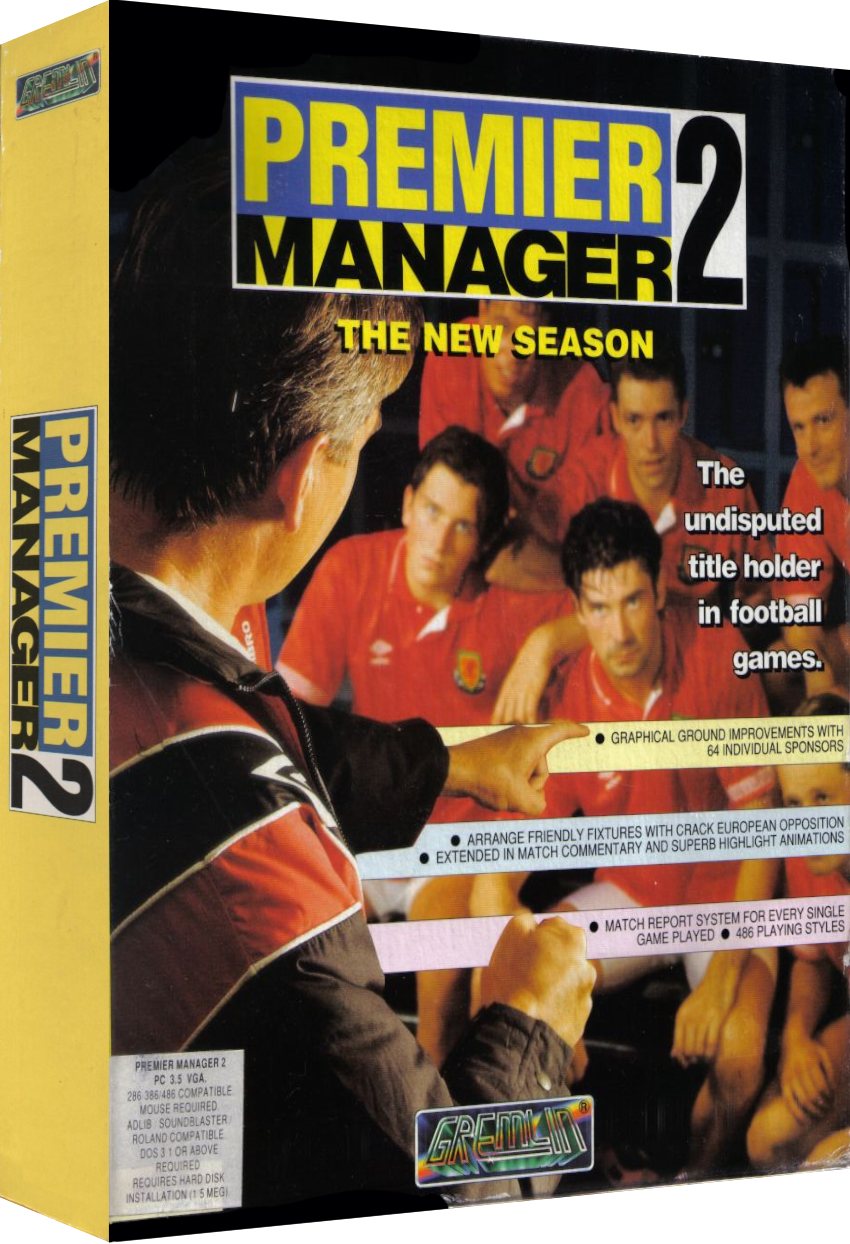 GREMLIN
PREMIER
MANAGER
2
PREMIER
MANAGER
2
THE NEW SEASON
The
undisputed
title holder
in football
games.
● GRAPHICAL GROUND IMPROVEMENTS WITH
64 INDIVIDUAL SPONSORS
● ARRANGE FRIENDLY FIXTURES WITH CRACK EUROPEAN OPPOSITION
● EXTENDED IN MATCH COMMENTARY AND SUPERB HIGHLIGHT ANIMATIONS
● MATCH REPORT SYSTEM FOR EVERY SINGLE
GAME PLAYED ● 486 PLAYING STYLES
PREMIER MANAGER 2
PC 3.5 VGA.
286/386/486 COMPATIBLE.
MOUSE REQUIRED.
ADLIB / SOUNDBLASTER /
ROLAND COMPATIBLE.
DOS 3.1 OR ABOVE
REQUIRED
REQUIRES HARD DISK
INSTALLATION (1.5 MEG)
GREMLIN®